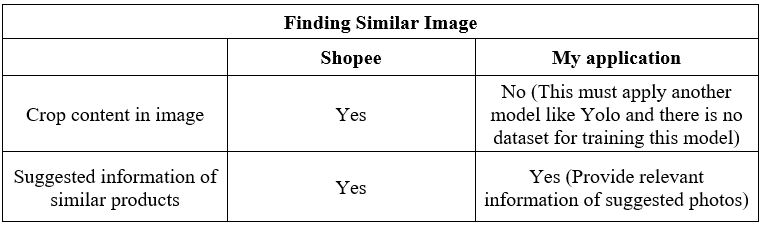 Finding Similar Image
Shopee
My application
Crop content in image
Yes
No (This must apply another
model like Yolo and there is no
dataset for training this model)
Suggested information of
similar products
Yes
Yes (Provide relevant
information of suggested photos)